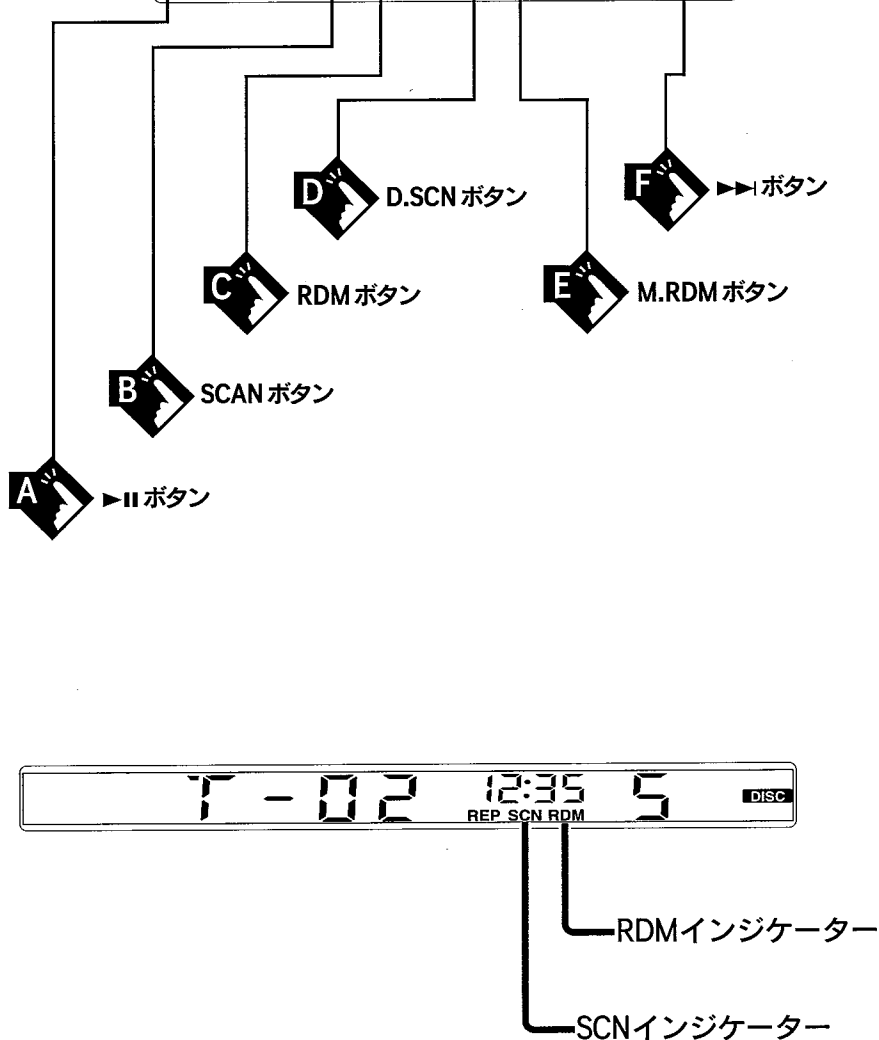 D D.SCN ボタン
F ►►I ボタン
C RDM ボタン
E M.RDM ボタン
B SCAN ボタン
A ►II ボタン
T-02 12:35 5 DISC
REP SCN RDM
RDMインジケーター
SCNインジケーター